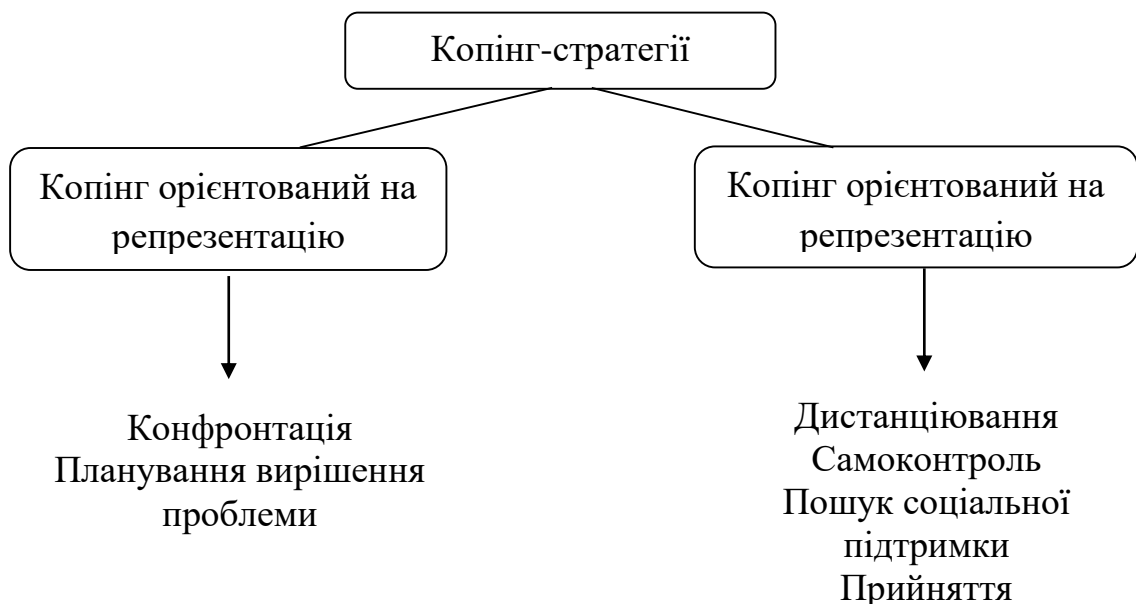 Копінг-стратегії
Копінг орієнтований на
репрезентацію
Копінг орієнтований на
репрезентацію
Конфронтація
Планування вирішення
проблеми
Дистанціювання
Самоконтроль
Пошук соціальної
підтримки
Прийняття